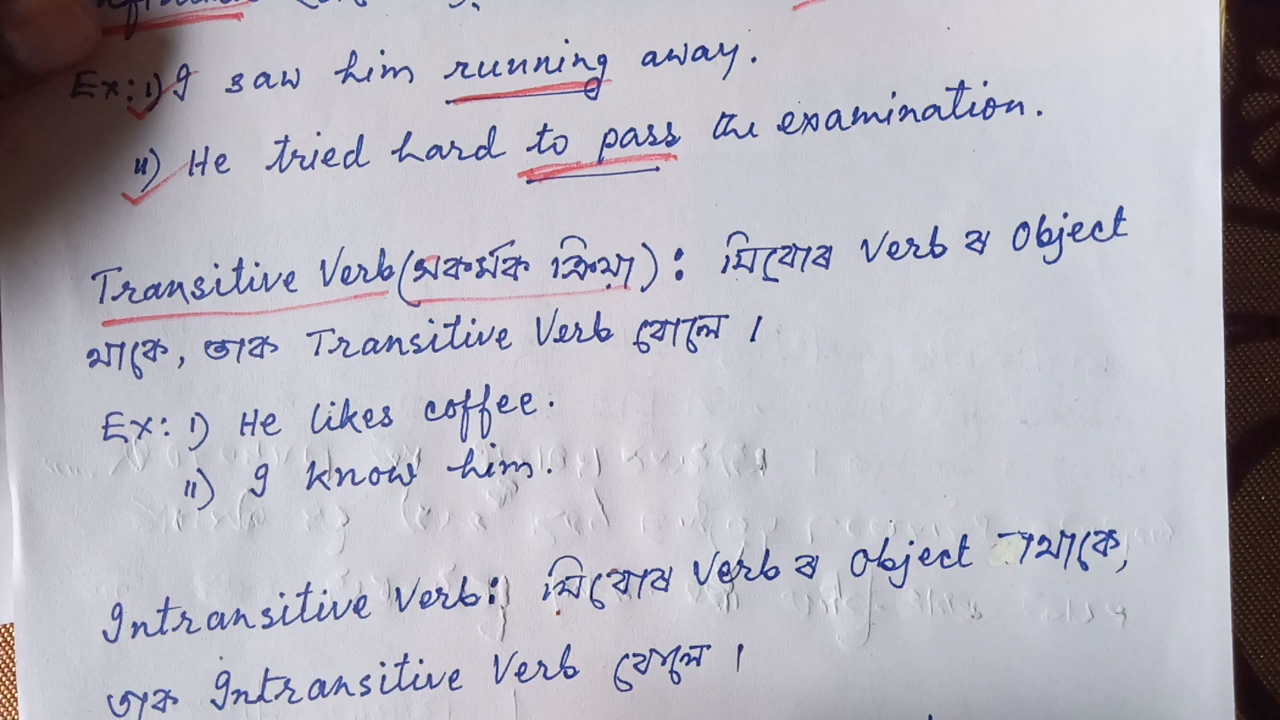 Ex: i) I saw him running away.
ii) He tried hard to pass the examination.
Transitive Verb (সকৰ্মক ক্ৰিয়া) : যিবোৰ Verb ৰ Object
থাকে, তাক Transitive Verb বোলে ।
Ex: i) He likes coffee.
ii) I know him.
Intransitive Verb: যিবোৰ Verb ৰ Object নাথাকে,
তাক Intransitive Verb বোলে ।